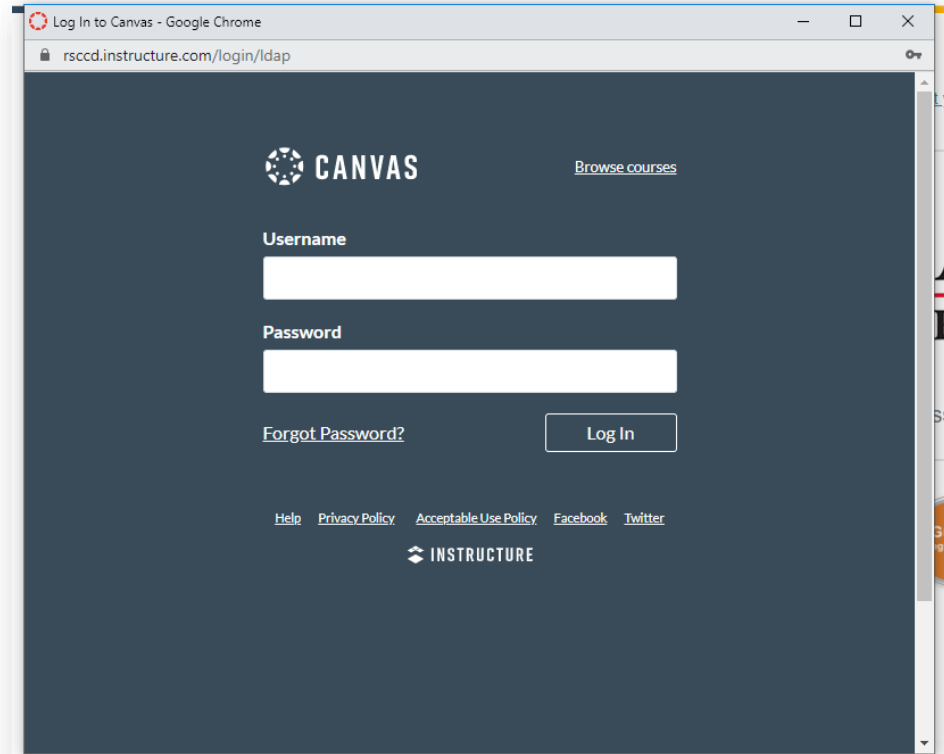 Log In to Canvas - Google Chrome
rsccd.instructure.com/login/ldap
CANVAS
Browse courses
Username
Password
Forgot Password?
Log In
Help Privacy Policy Acceptable Use Policy Facebook Twitter
INSTRUCTURE